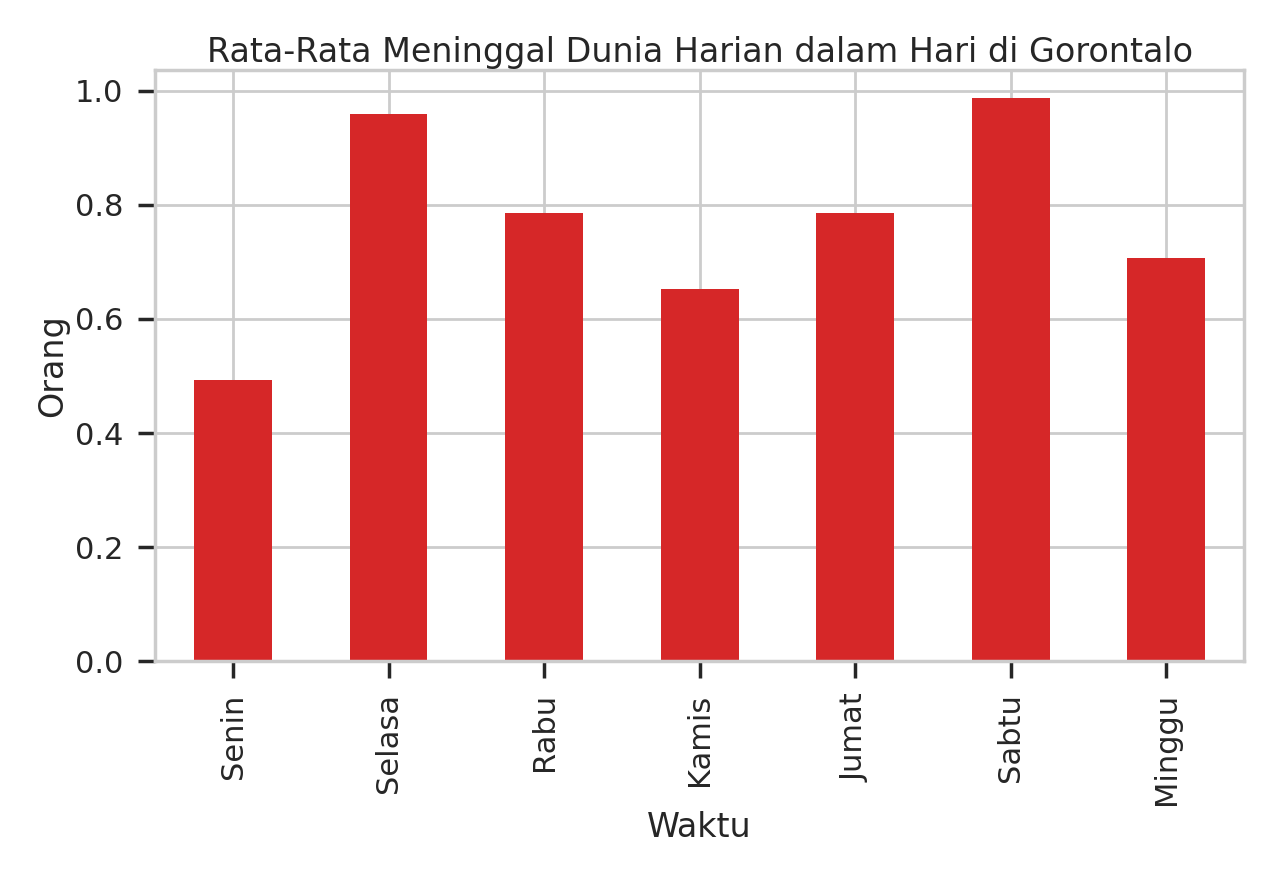 Rata-Rata Meninggal Dunia Harian dalam Hari di Gorontalo
1.0
0.8
0.6
0.4
0.2
0.0
Orang
Senin
Selasa
Rabu
Kamis
Jumat
Sabtu
Minggu
Waktu